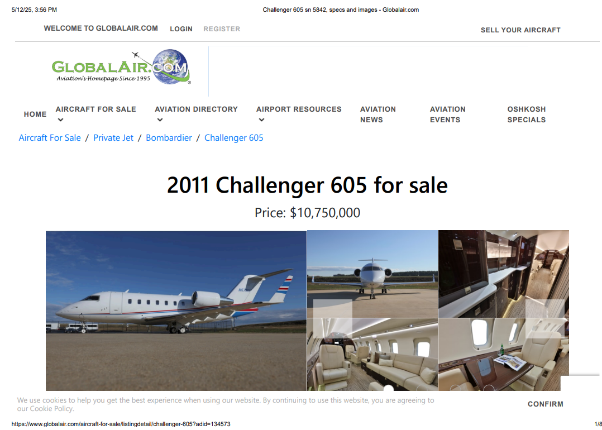 5/12/25, 3:56 PM
Challenger 605 sn 5842, specs and images - Globalair.com
WELCOME TO GLOBALAIR.COM LOGIN REGISTER SELL YOUR AIRCRAFT
GLOBALAIR.COM
Aviation's Homepage Since 1995
HOME AIRCRAFT FOR SALE AVIATION DIRECTORY AIRPORT RESOURCES AVIATION NEWS AVIATION EVENTS OSHKOSH SPECIALS
Aircraft For Sale / Private Jet / Bombardier / Challenger 605
2011 Challenger 605 for sale
Price: $10,750,000
We use cookies to help you get the best experience when using our website. By continuing to use this website, you are agreeing to
our Cookie Policy.
CONFIRM
https://www.globalair.com/aircraft-for-sale/listingdetail/challenger-605?adid=134573
1/8